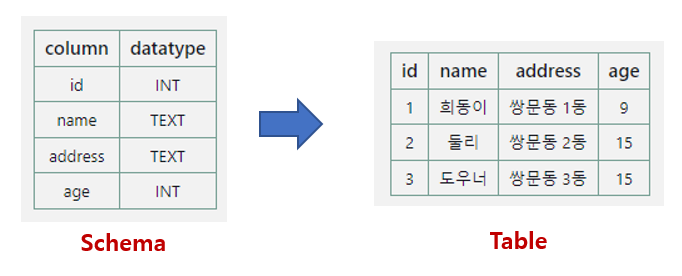 column datatype
id INT
name TEXT
address TEXT
age INT
Schema
id name address age
1 희동이 쌍문동 1동 9
2 둘리 쌍문동 2동 15
3 도우너 쌍문동 3동 15
Table